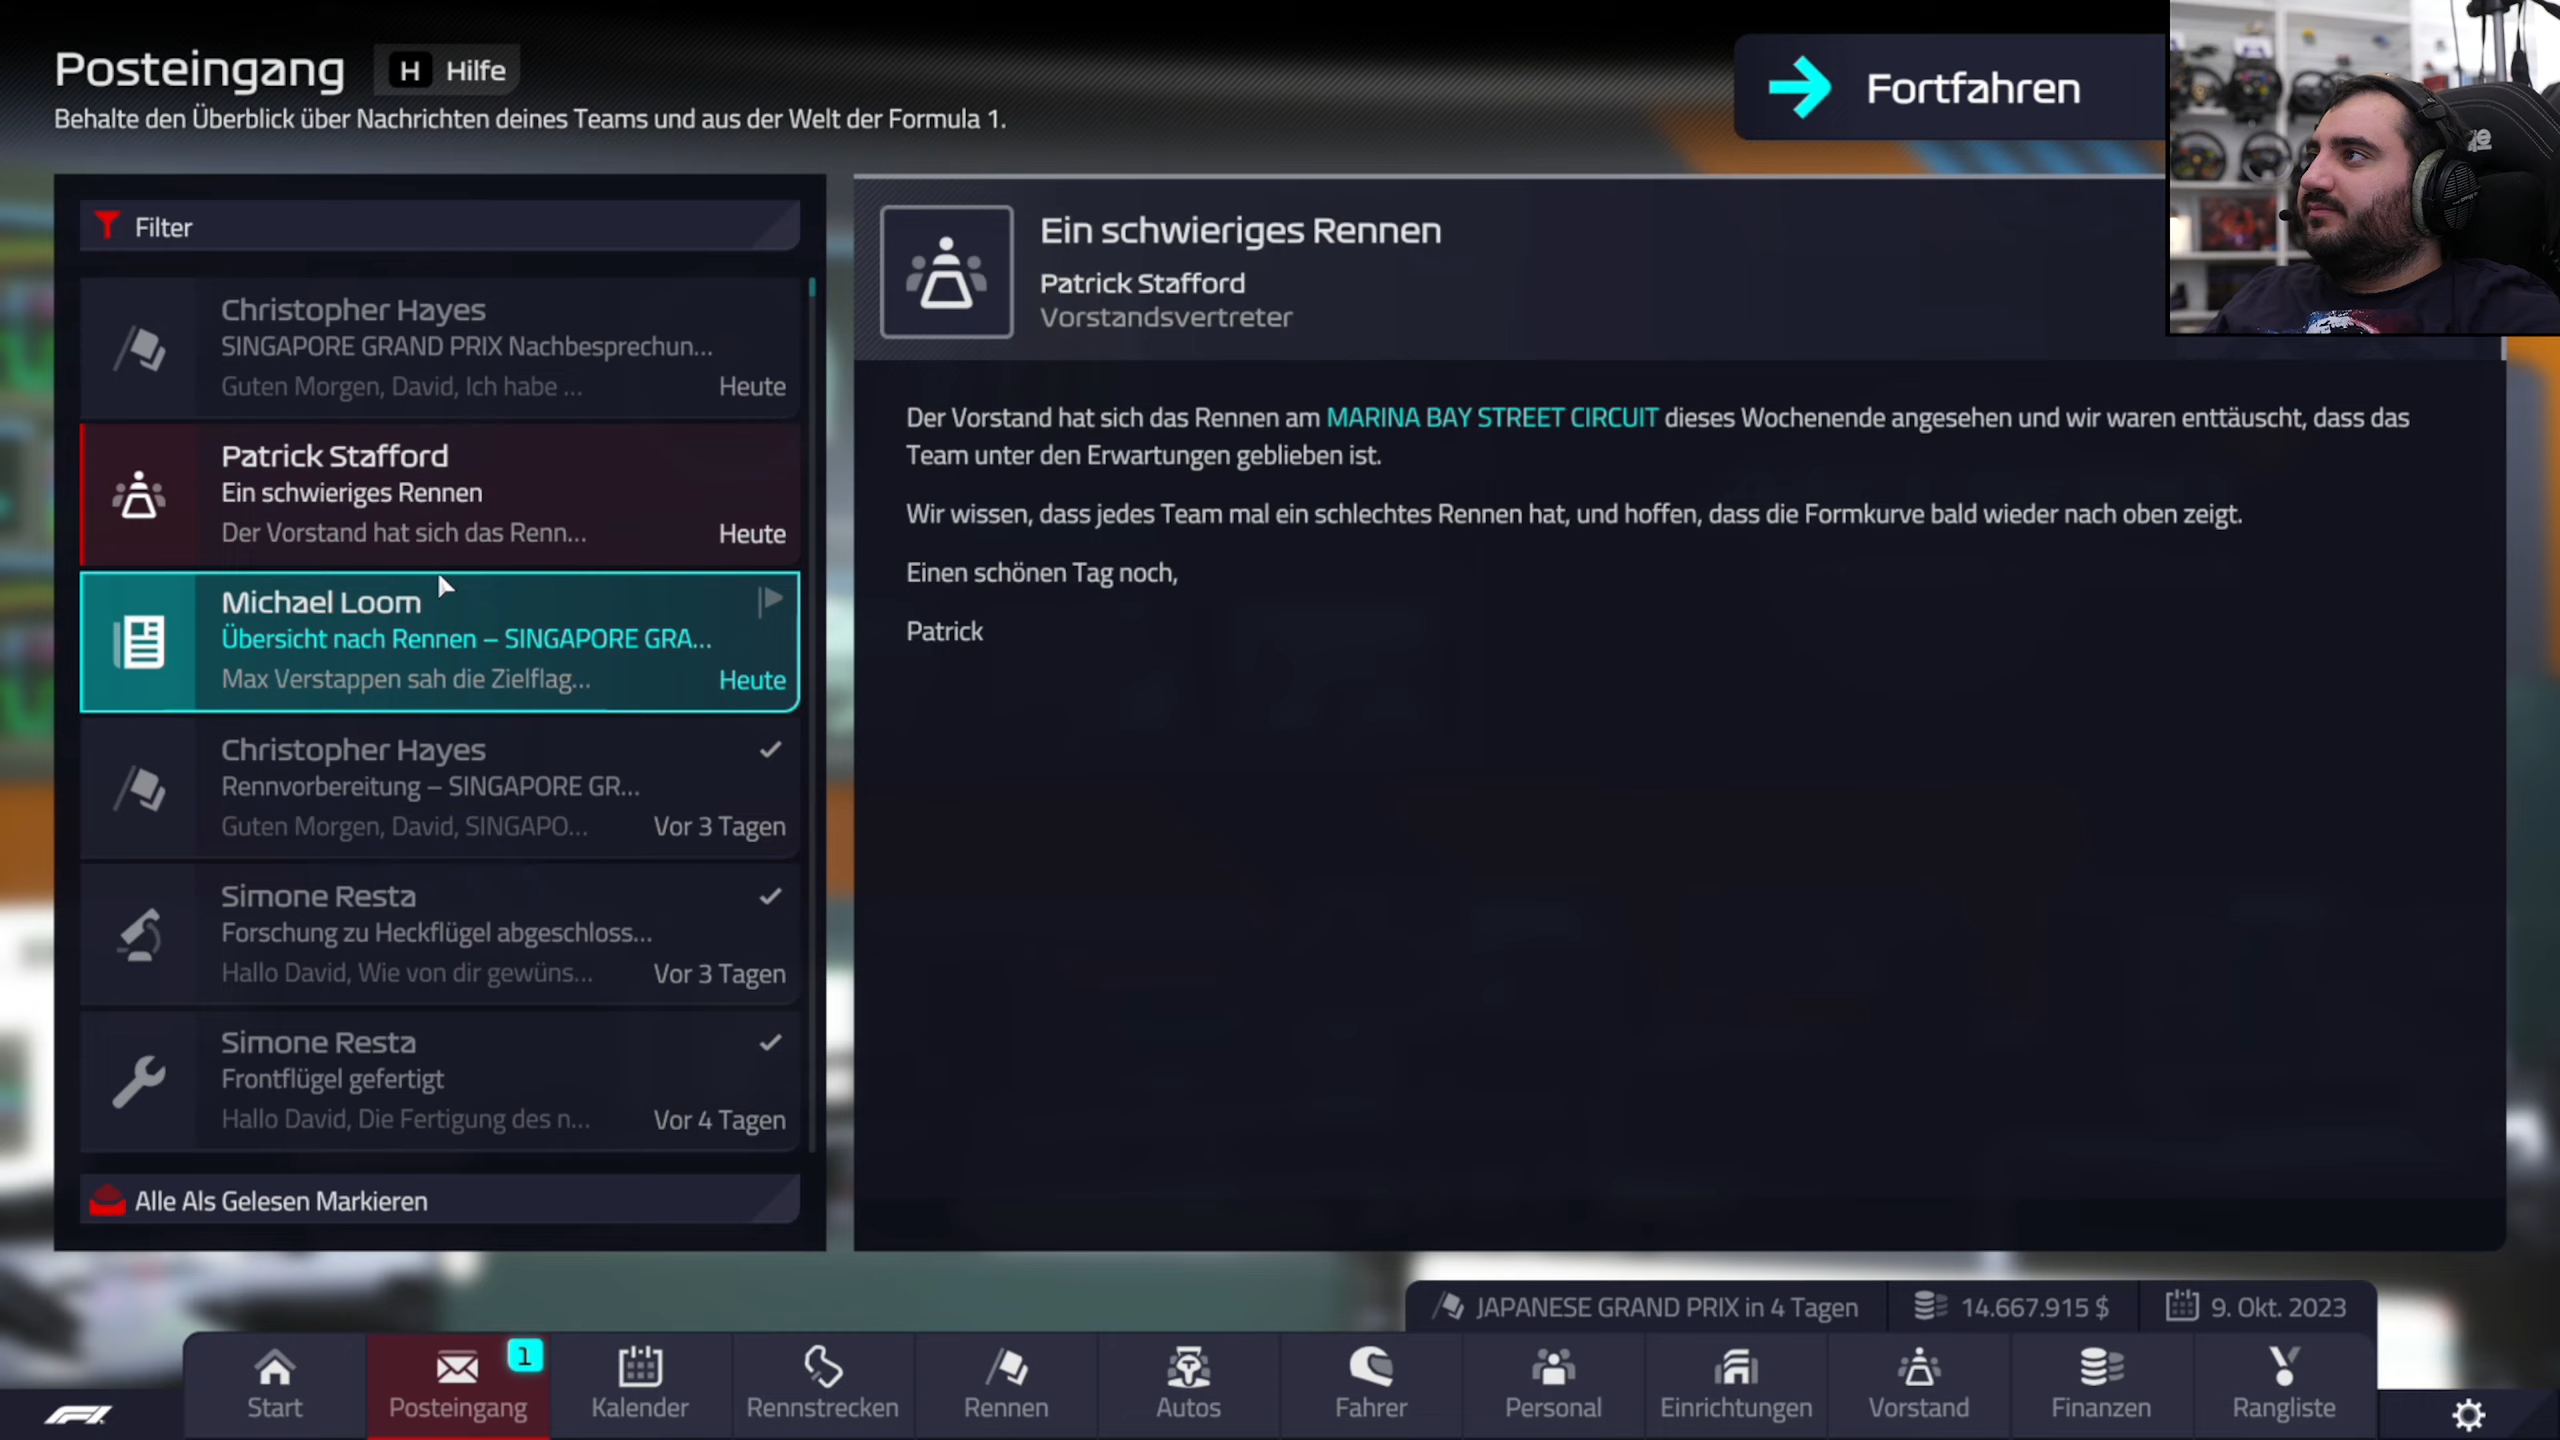 Posteingang
H Hilfe
Behalte den Überblick über Nachrichten deines Teams und aus der Welt der Formula 1.
Fortfahren
Filter
Christopher Hayes
SINGAPORE GRAND PRIX Nachbesprechun...
Guten Morgen, David, Ich habe ...
Heute
Patrick Stafford
Ein schwieriges Rennen
Der Vorstand hat sich das Renn...
Heute
Michael Loom
Übersicht nach Rennen – SINGAPORE GRA...
Max Verstappen sah die Zielflag...
Heute
Christopher Hayes
Rennvorbereitung – SINGAPORE GR...
Guten Morgen, David, SINGAPO...
Vor 3 Tagen
Simone Resta
Forschung zu Heckflügel abgeschloss...
Hallo David, Wie von dir gewüns...
Vor 3 Tagen
Simone Resta
Frontflügel gefertigt
Hallo David, Die Fertigung des n...
Vor 4 Tagen
Alle Als Gelesen Markieren
Ein schwieriges Rennen
Patrick Stafford
Vorstandsvertreter
Der Vorstand hat sich das Rennen am MARINA BAY STREET CIRCUIT dieses Wochenende angesehen und wir waren enttäuscht, dass das
Team unter den Erwartungen geblieben ist.
Wir wissen, dass jedes Team mal ein schlechtes Rennen hat, und hoffen, dass die Formkurve bald wieder nach oben zeigt.
Einen schönen Tag noch,
Patrick
JAPANESE GRAND PRIX in 4 Tagen
14.667.915 $
9. Okt. 2023
Start
Posteingang
1
Kalender
Rennstrecken
Rennen
Autos
Fahrer
Personal
Einrichtungen
Vorstand
Finanzen
Rangliste